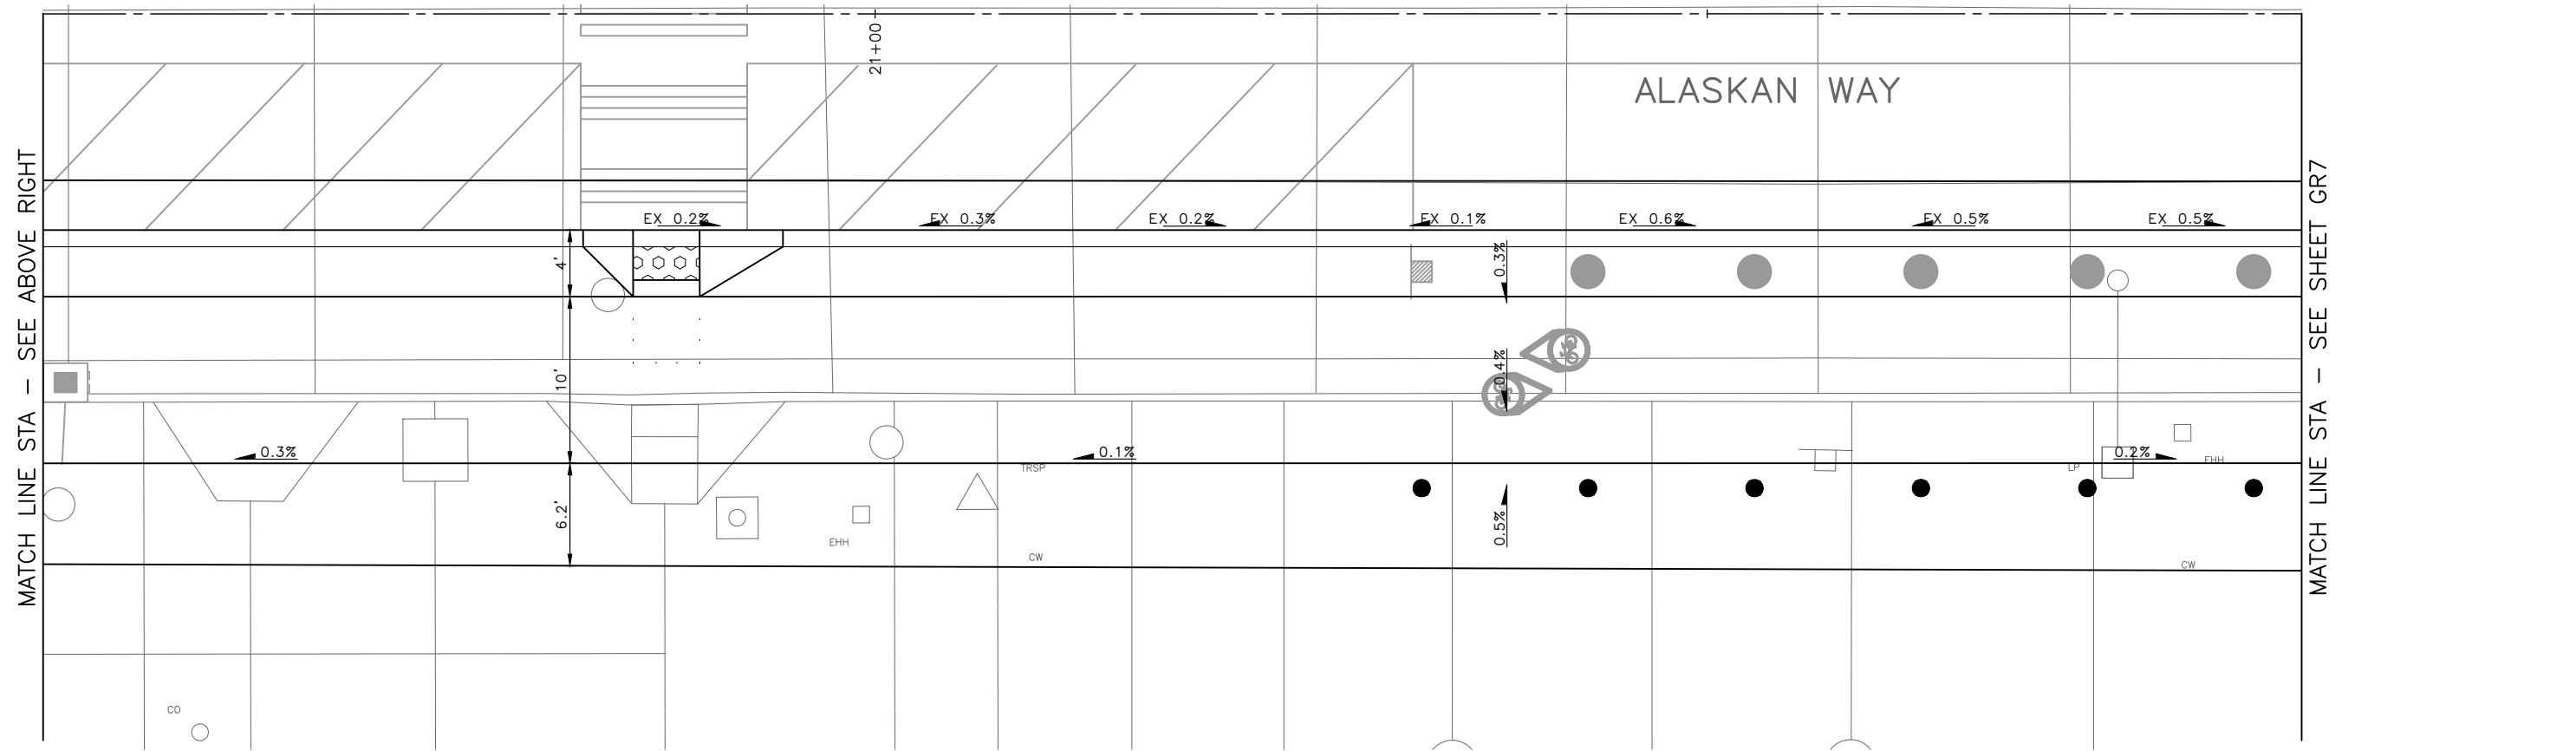 21+00
ALASKAN WAY
MATCH LINE STA – SEE ABOVE RIGHT
MATCH LINE STA – SEE SHEET GR7
EX 0.2%
EX 0.3%
EX 0.2%
EX 0.1%
EX 0.6%
EX 0.5%
EX 0.5%
4'
0.3%
10'
0.4%
0.3%
0.1%
0.2%
TRSP
LP
EHH
6.2'
0.5%
EHH
CW
CW
CO